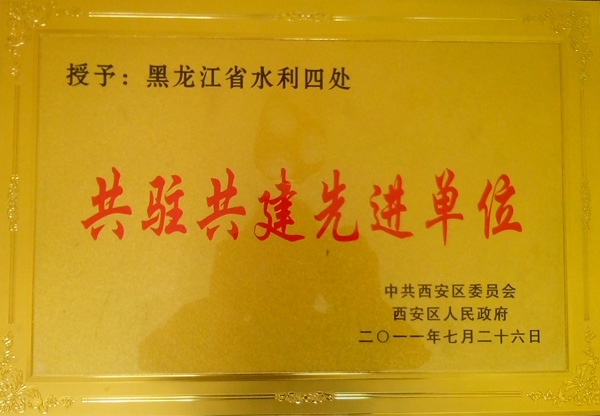 授予：黑龙江省水利四处
共驻共建先进单位
中共西安区委员会
西安区人民政府
二〇一一年七月二十六日